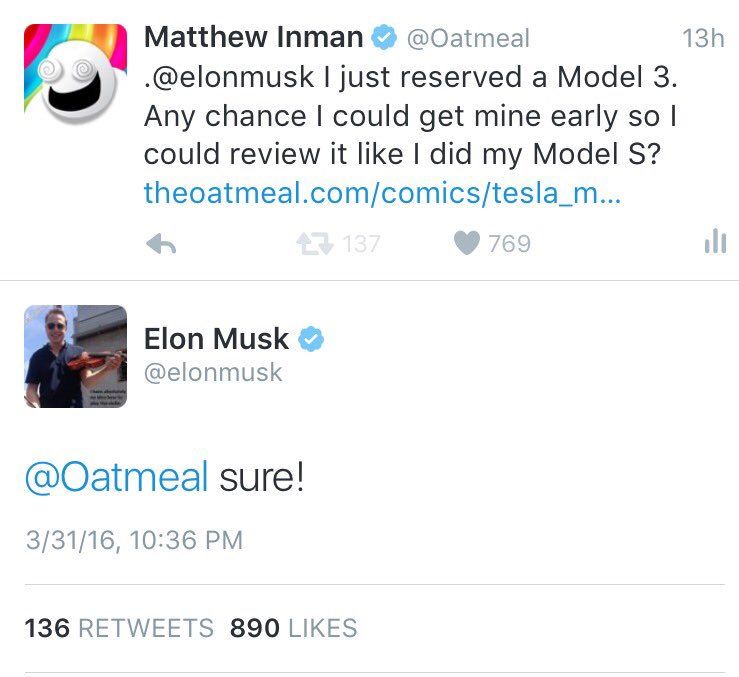 Matthew Inman @Oatmeal 13h
.@elonmusk I just reserved a Model 3.
Any chance I could get mine early so I
could review it like I did my Model S?
theoatmeal.com/comics/tesla_m...
137 769
Elon Musk
@elonmusk
@Oatmeal sure!
3/31/16, 10:36 PM
136 RETWEETS 890 LIKES